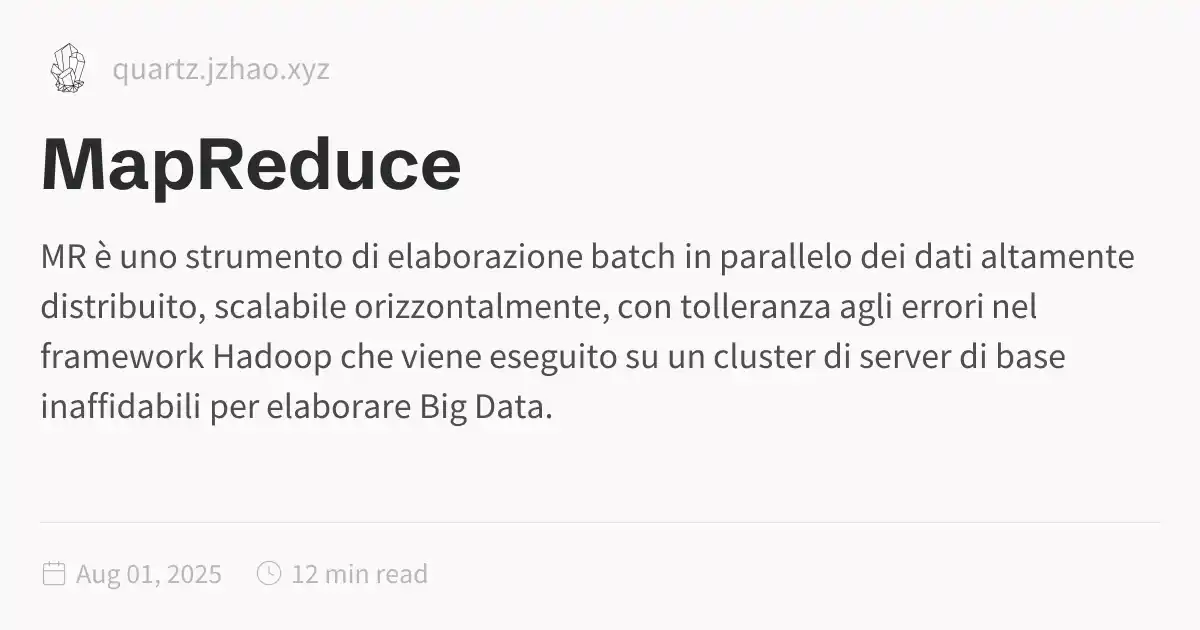 quartz.jzhao.xyz
MapReduce
MR è uno strumento di elaborazione batch in parallelo dei dati altamente
distribuito, scalabile orizzontalmente, con tolleranza agli errori nel
framework Hadoop che viene eseguito su un cluster di server di base
inaffidabili per elaborare Big Data.
Aug 01, 2025 12 min read